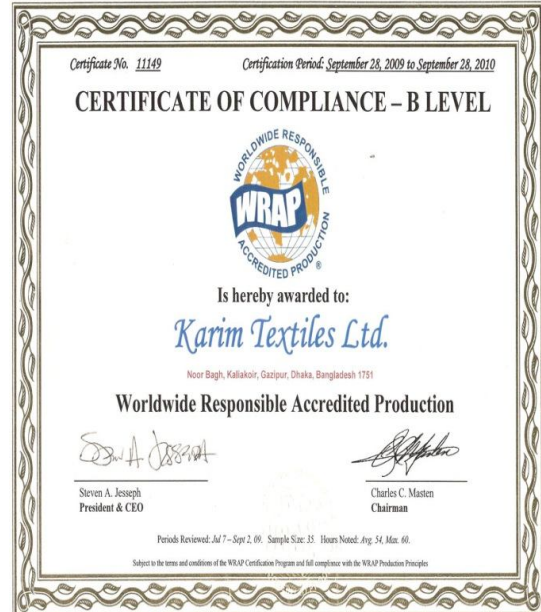 Certificate No. 11149 Certification Period: September 28, 2009 to September 28, 2010
CERTIFICATE OF COMPLIANCE – B LEVEL
WORLDWIDE RESPONSIBLE
WRAP
ACCREDITED PRODUCTION
®
Is hereby awarded to:
Karim Textiles Ltd.
Noor Bagh, Kaliakoir, Gazipur, Dhaka, Bangladesh 1751
Worldwide Responsible Accredited Production
Steven A. Jesseph Charles C. Masten
President & CEO Chairman
Periods Reviewed: Jul 7 – Sept 2, 09. Sample Size: 35. Hours Noted: Avg. 54, Max. 60.
Subject to the terms and conditions of the WRAP Certification Program and full compliance with the WRAP Production Principles